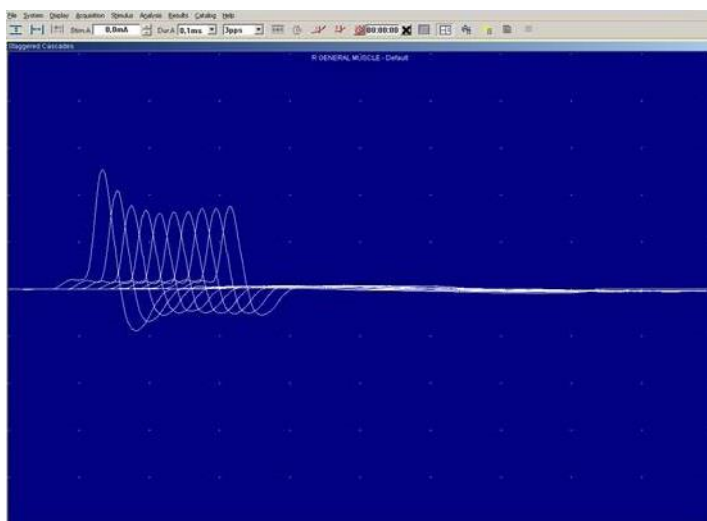 File System Display Acquisition Stimulus Analysis Results Catalog Help
Stim.A 0,0mA Dur.A 0,1ms 3pps 00:00:00
Staggered Cascades
R GENERAL MUSCLE - Default